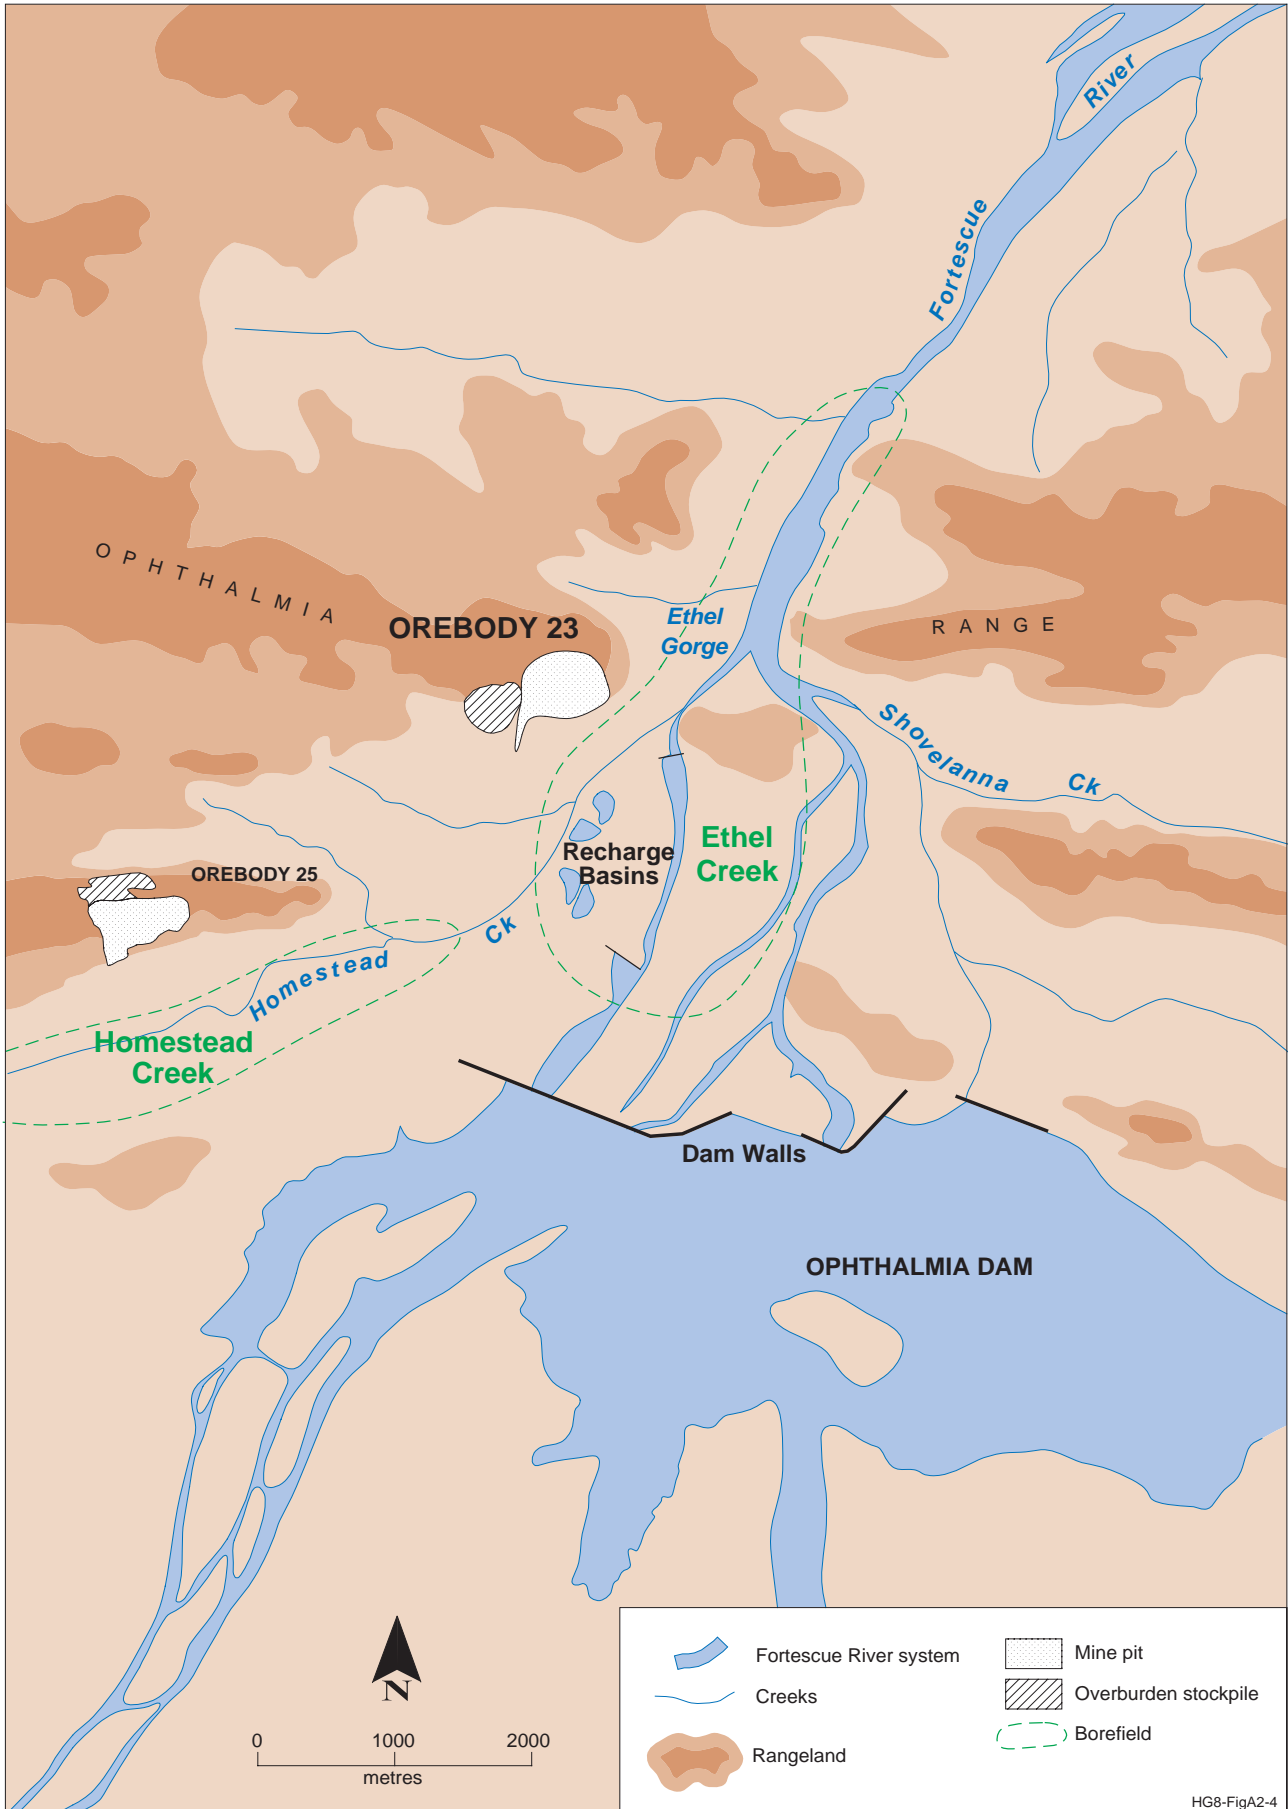 River
Fortescue
OPHTHALMIA
OREBODY 23
Ethel
Gorge
RANGE
Shovelanna Ck
Recharge
Basins
Ethel
Creek
OREBODY 25
Homestead Ck
Homestead
Creek
Dam Walls
OPHTHALMIA DAM
N
0 1000 2000
metres
Fortescue River system
Creeks
Rangeland
Mine pit
Overburden stockpile
Borefield
HG8-FigA2-4